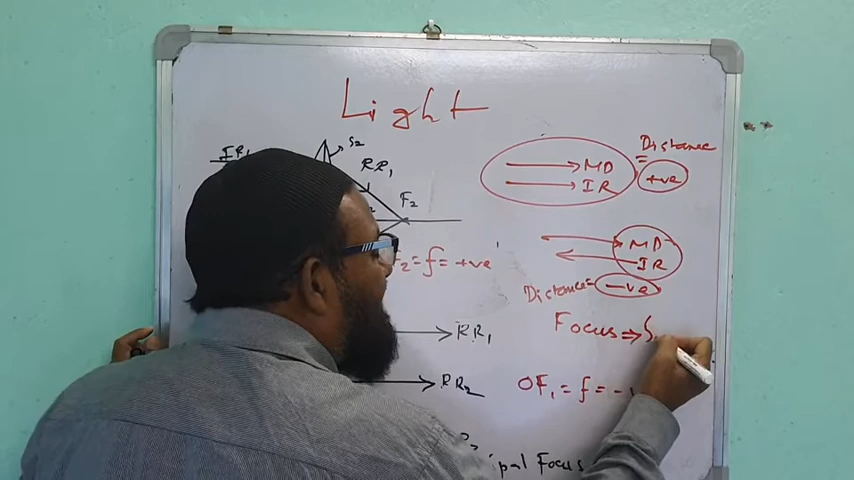 Light
IR₁
S₂
RR₁
F₂
F₂ = f = +ve
RR₁
RR₂
Focus
Distance
MD
IR
=
+ve
MD
IR
Distance = -ve
Focus ⇒ S
OF₁ = f = -